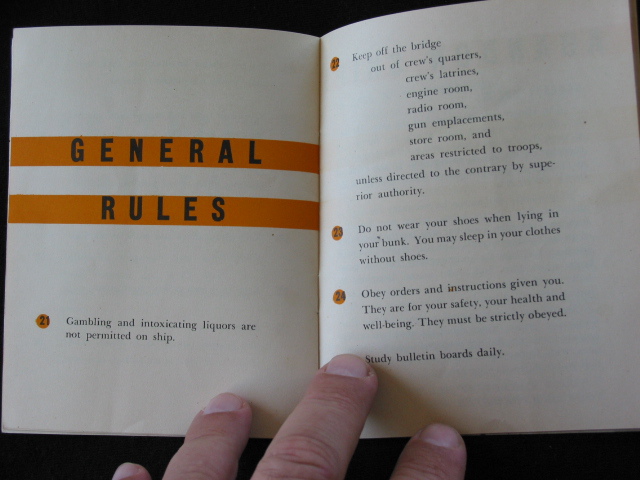 GENERAL
RULES
21 Gambling and intoxicating liquors are
not permitted on ship.
22 Keep off the bridge
out of crew's quarters,
crew's latrines,
engine room,
radio room,
gun emplacements,
store room, and
areas restricted to troops,
unless directed to the contrary by supe-
rior authority.
23 Do not wear your shoes when lying in
your bunk. You may sleep in your clothes
without shoes.
24 Obey orders and instructions given you.
They are for your safety, your health and
well-being. They must be strictly obeyed.
Study bulletin boards daily.